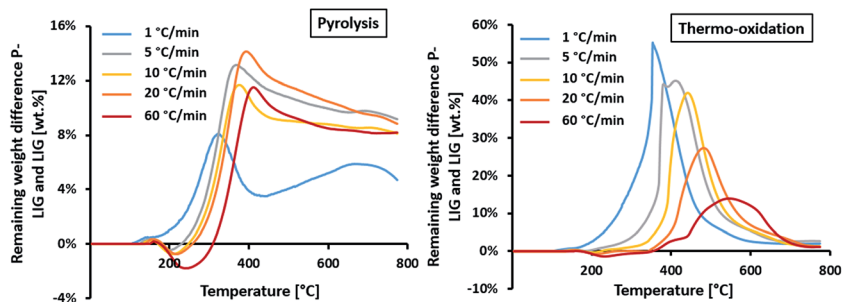 Pyrolysis
Remaining weight difference P-
LIG and LIG [wt.%]
16%
12%
8%
4%
0%
-4%
1 °C/min
5 °C/min
10 °C/min
20 °C/min
60 °C/min
200
400
600
800
Temperature [°C]
Thermo-oxidation
Remaining weight difference P-
LIG and LIG [wt.%]
60%
50%
40%
30%
20%
10%
0%
-10%
1 °C/min
5 °C/min
10 °C/min
20 °C/min
60 °C/min
200
400
600
800
Temperature [°C]